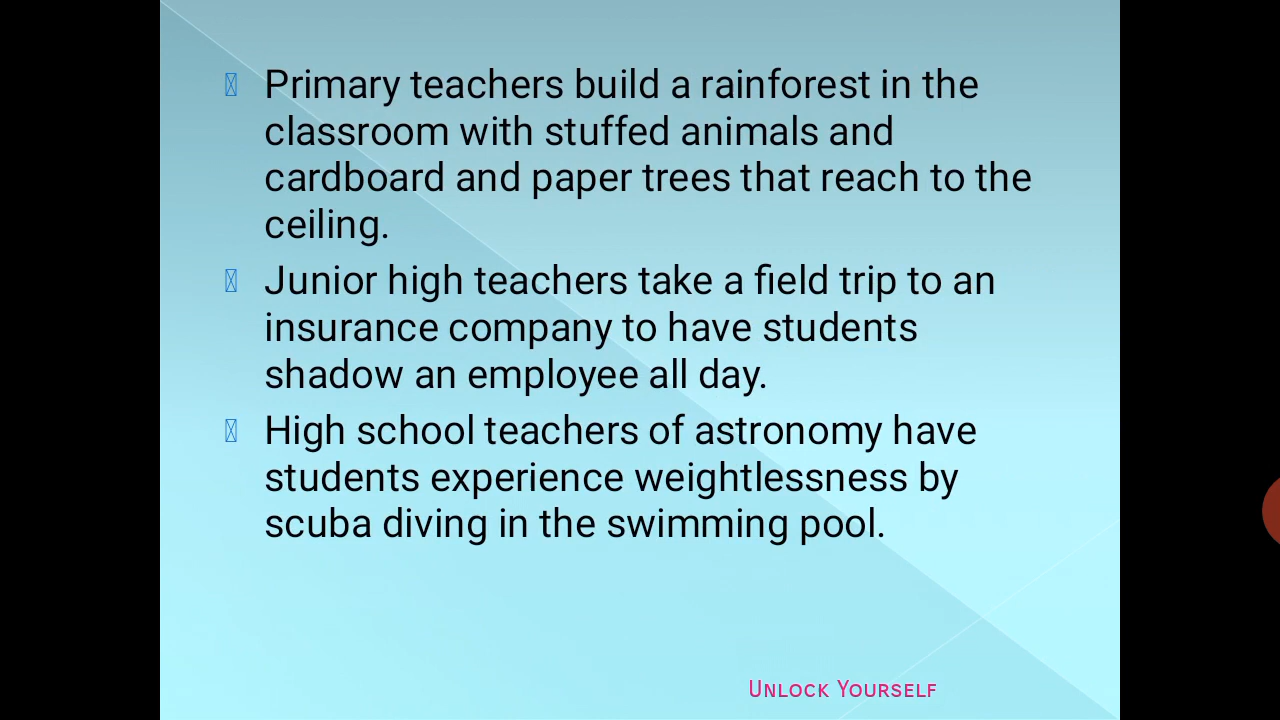 Primary teachers build a rainforest in the
classroom with stuffed animals and
cardboard and paper trees that reach to the
ceiling.
Junior high teachers take a field trip to an
insurance company to have students
shadow an employee all day.
High school teachers of astronomy have
students experience weightlessness by
scuba diving in the swimming pool.
Unlock Yourself